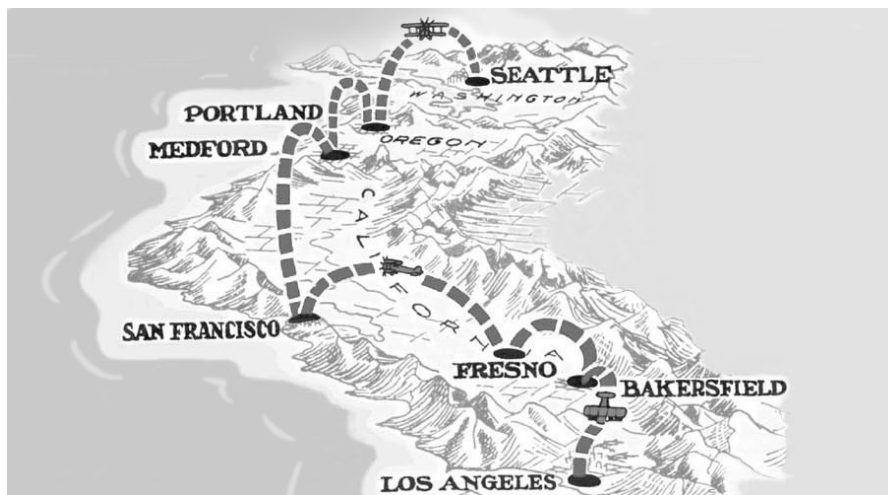 SEATTLE
WASHINGTON
PORTLAND
OREGON
MEDFORD
CALIFORNIA
SAN FRANCISCO
FRESNO
BAKERSFIELD
LOS ANGELES